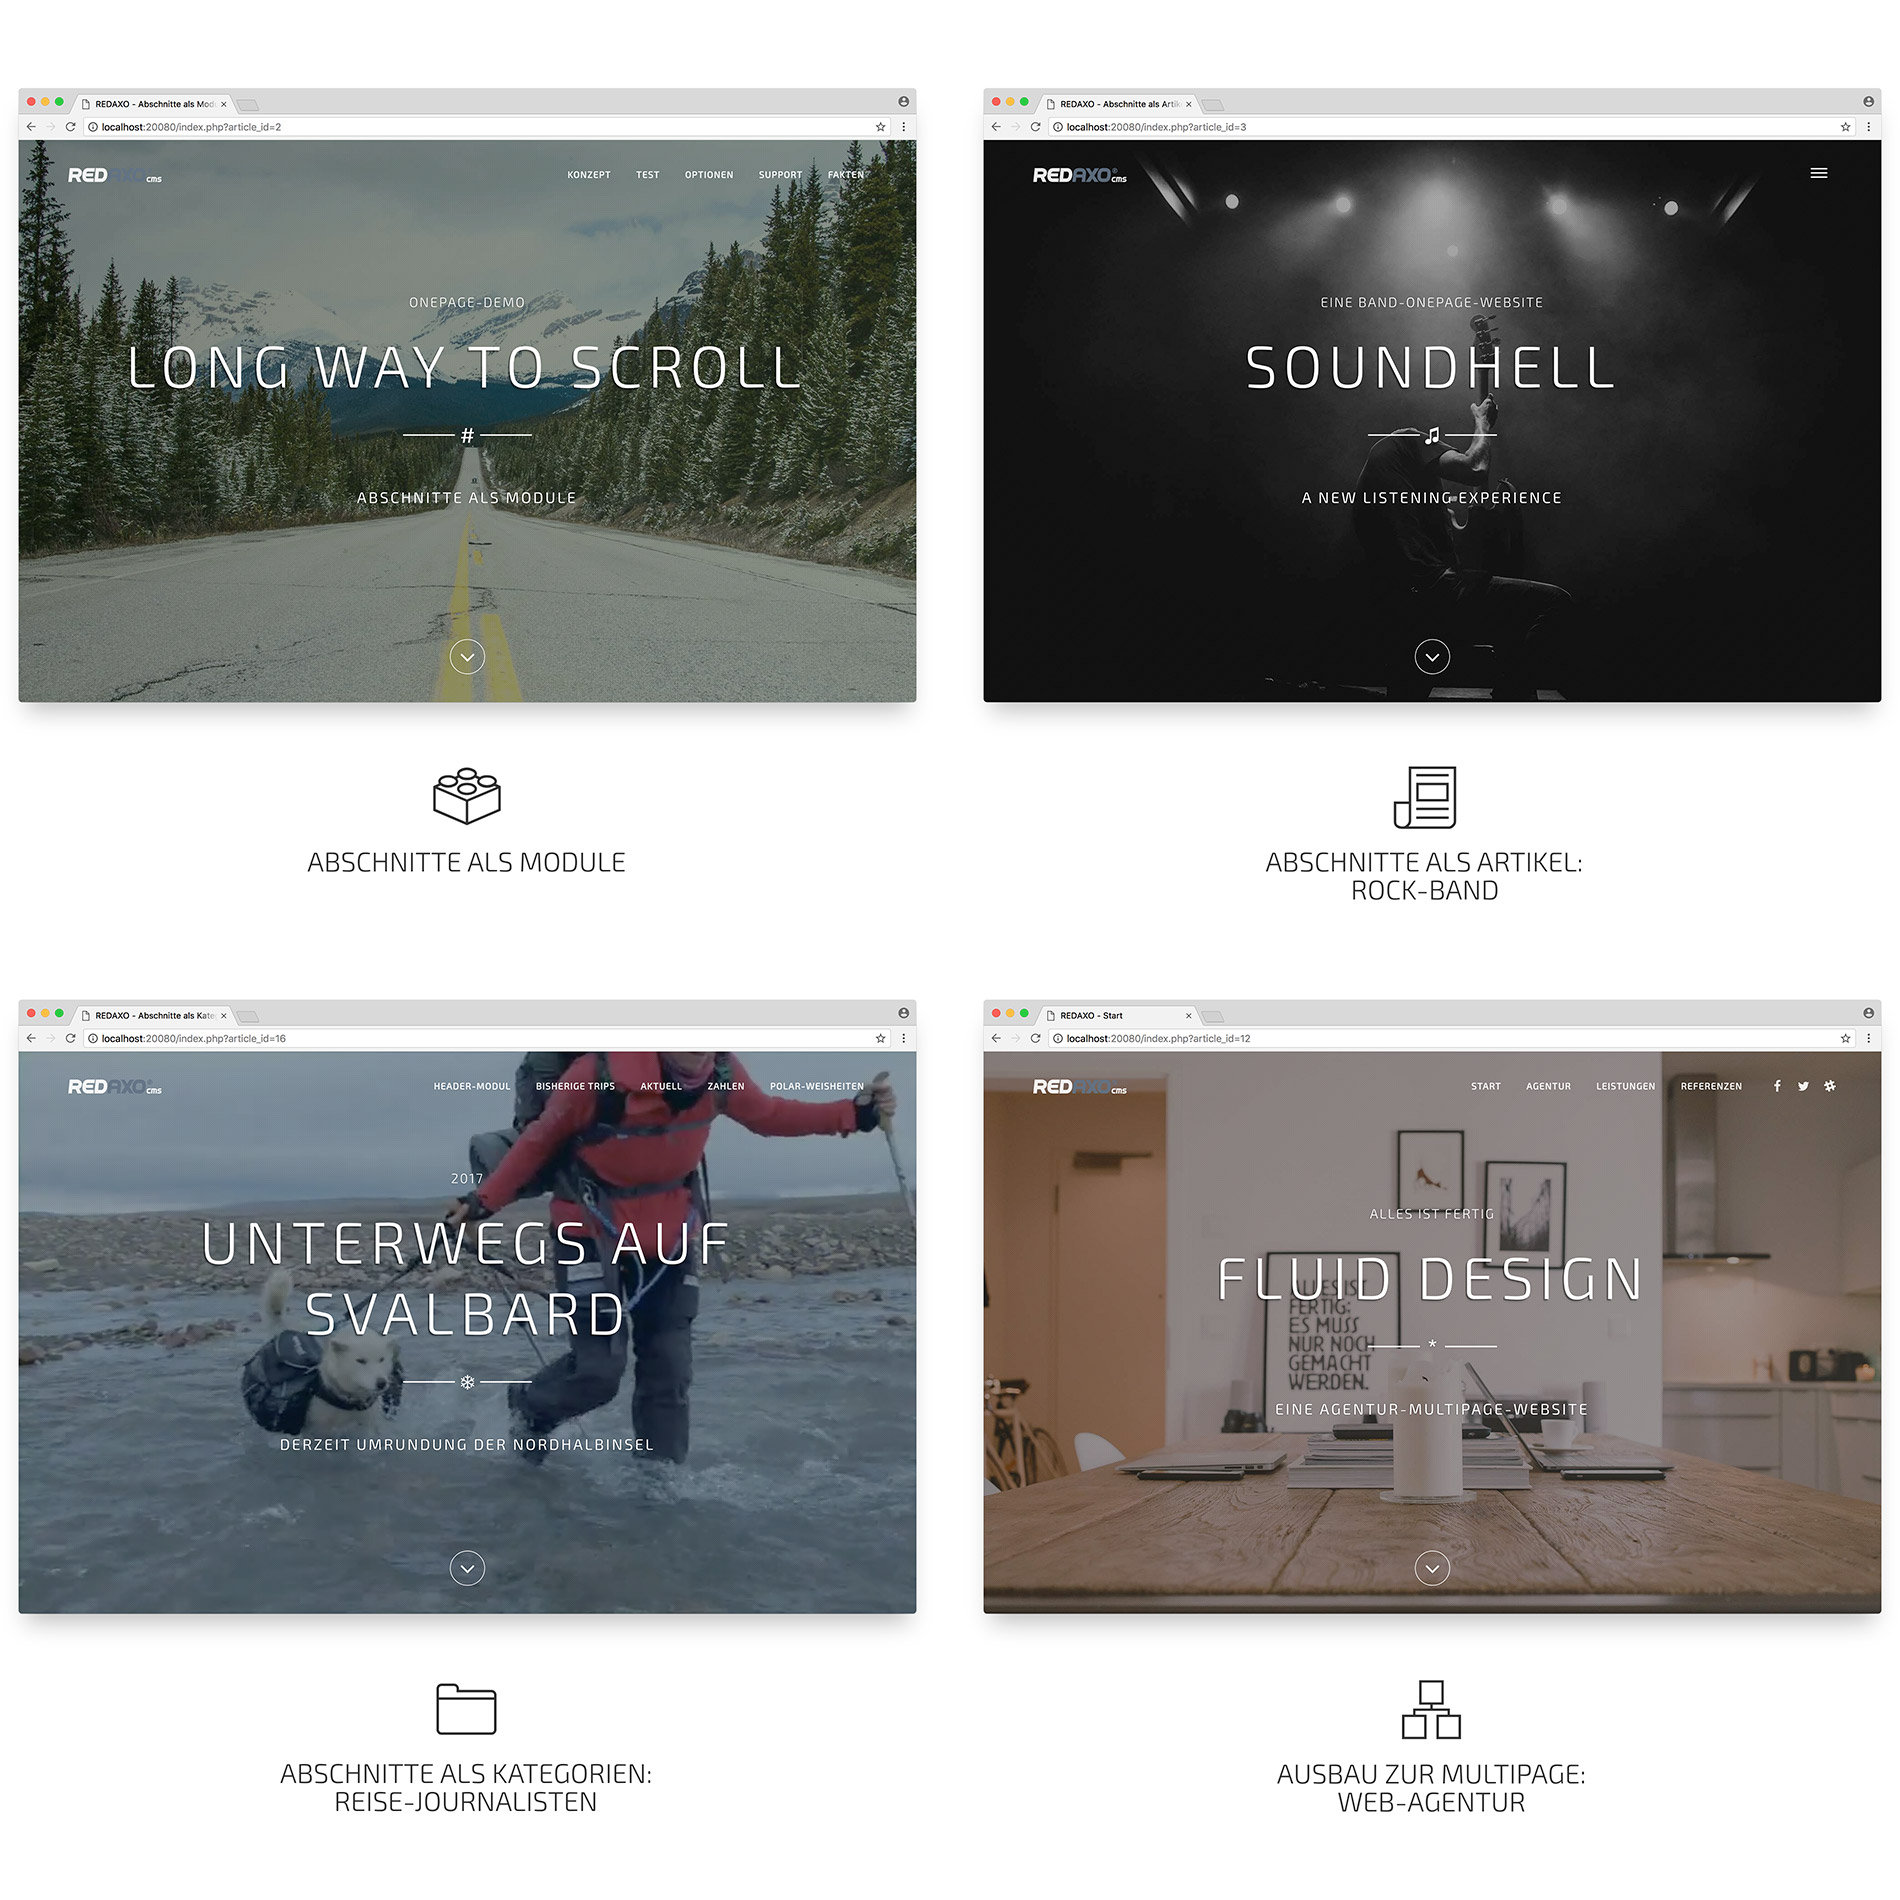 REDAXO - Abschnitte als Modu
localhost:20080/index.php?article_id=2
REDAXO cms
KONZEPT TEST OPTIONEN SUPPORT FAKTEN
ONEPAGE-DEMO
LONG WAY TO SCROLL
#
ABSCHNITTE ALS MODULE
ABSCHNITTE ALS MODULE
REDAXO - Abschnitte als Artik
localhost:20080/index.php?article_id=3
REDAXO® cms
EINE BAND-ONEPAGE-WEBSITE
SOUNDHELL
A NEW LISTENING EXPERIENCE
ABSCHNITTE ALS ARTIKEL:
ROCK-BAND
REDAXO - Abschnitte als Kate
localhost:20080/index.php?article_id=16
REDAXO® cms
HEADER-MODUL BISHERIGE TRIPS AKTUELL ZAHLEN POLAR-WEISHEITEN
2017
UNTERWEGS AUF
SVALBARD
DERZEIT UMRUNDUNG DER NORDHALBINSEL
ABSCHNITTE ALS KATEGORIEN:
REISE-JOURNALISTEN
REDAXO - Start
localhost:20080/index.php?article_id=12
REDAXO® cms
START AGENTUR LEISTUNGEN REFERENZEN
ALLES IST FERTIG
FLUID DESIGN
*
EINE AGENTUR-MULTIPAGE-WEBSITE
ALLES IST
FERTIG:
ES MUSS
NUR NOCH
GEMACHT
WERDEN.
AUSBAU ZUR MULTIPAGE:
WEB-AGENTUR